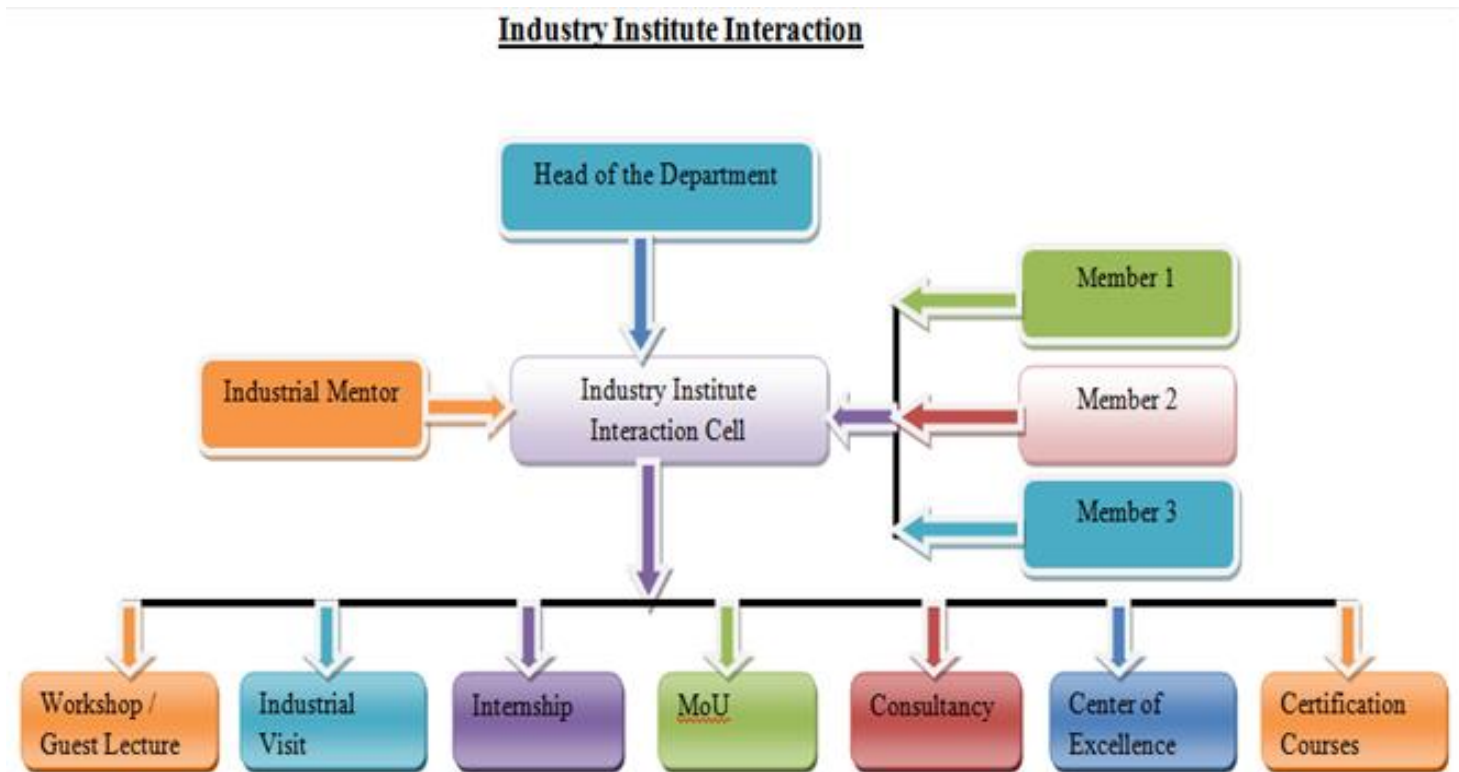 Industry Institute Interaction
Head of the Department
Member 1
Industrial Mentor
Industry Institute
Interaction Cell
Member 2
Member 3
Workshop /
Guest Lecture
Industrial
Visit
Internship
MoU
Consultancy
Center of
Excellence
Certification
Courses